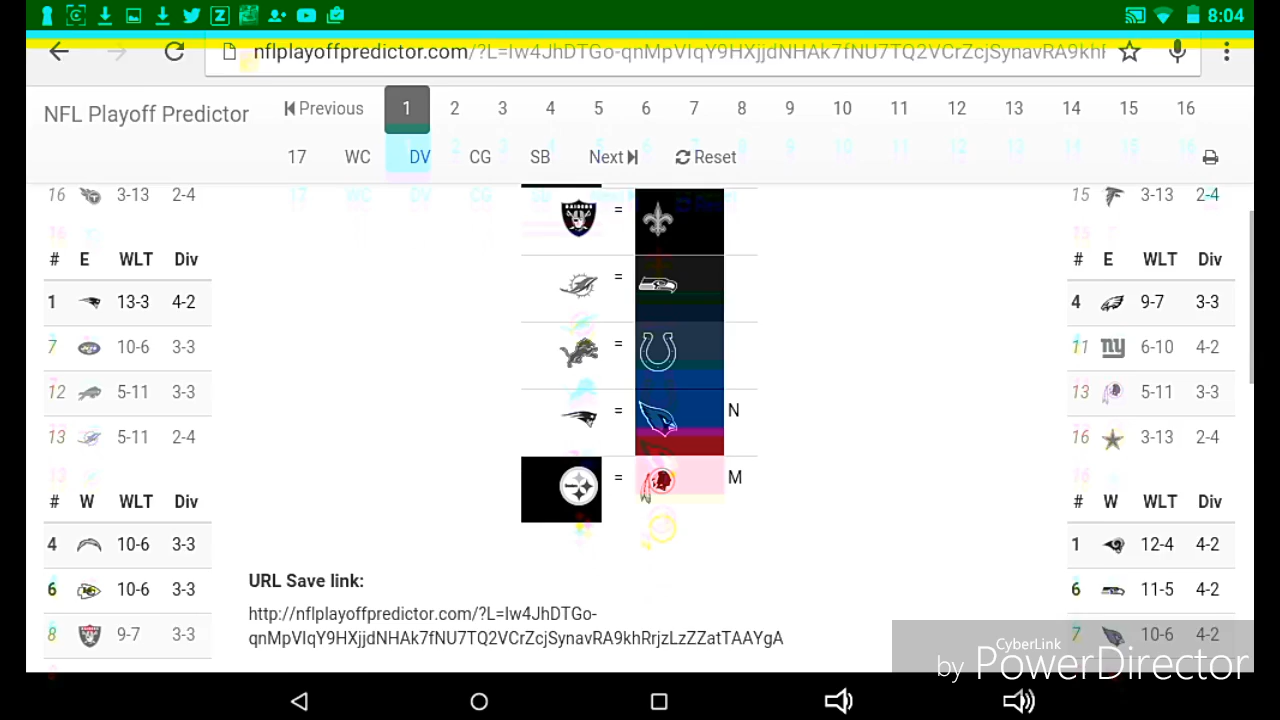 8:04
nflplayoffpredictor.com/?L=Iw4JhDTGo-qnMpVIqY9HXjjdNHAk7fNU7TQ2VCrZcjSynavRA9khF
NFL Playoff Predictor
Previous 1 2 3 4 5 6 7 8 9 10 11 12 13 14 15 16
17 WC DV CG SB Next Reset
16 3-13 2-4
# E WLT Div
1 13-3 4-2
7 10-6 3-3
12 5-11 3-3
13 5-11 2-4
# W WLT Div
4 10-6 3-3
6 10-6 3-3
8 9-7 3-3
RAIDERS =
=
=
= N
= M
URL Save link:
http://nflplayoffpredictor.com/?L=Iw4JhDTGo-
qnMpVIqY9HXjjdNHAk7fNU7TQ2VCrZcjSynavRA9khRrjzLzZZatTAAYgA
15 3-13 2-4
# E WLT Div
4 9-7 3-3
11 ny 6-10 4-2
13 5-11 3-3
16 3-13 2-4
# W WLT Div
1 12-4 4-2
6 11-5 4-2
7 10-6 4-2
CyberLink
by PowerDirector